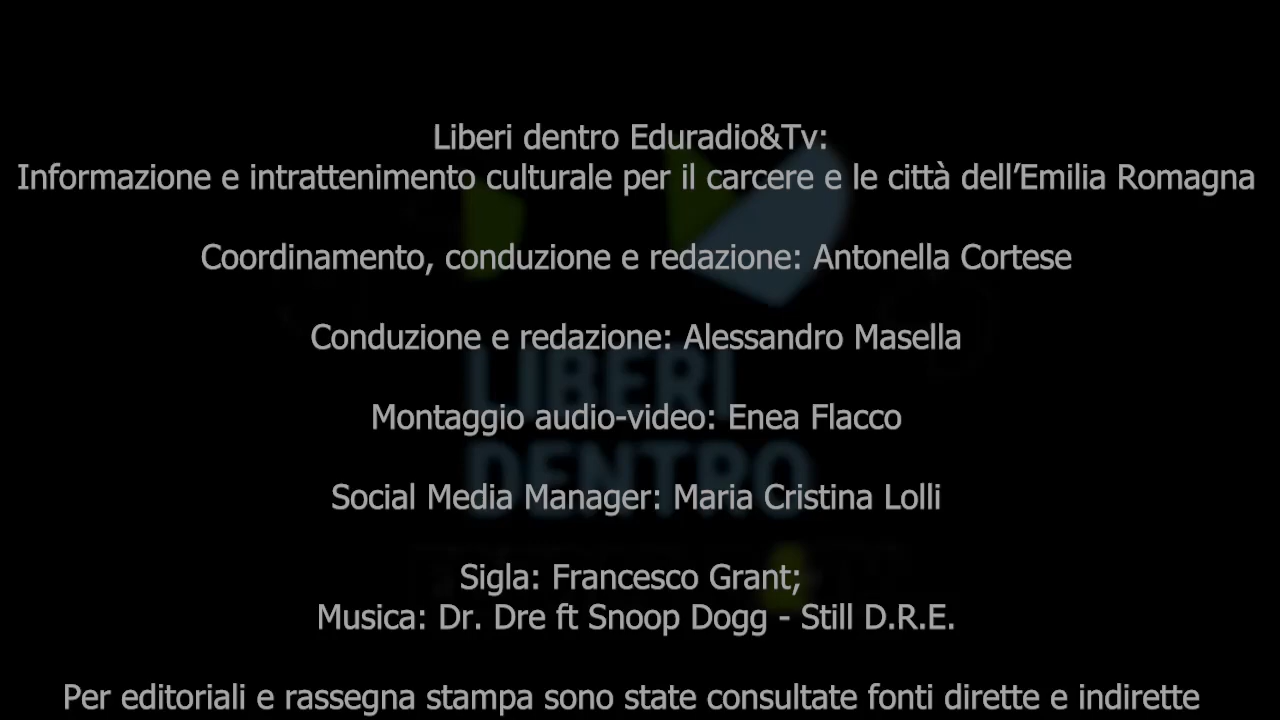 Liberi dentro Eduradio&Tv:
Informazione e intrattenimento culturale per il carcere e le città dell’Emilia Romagna
Coordinamento, conduzione e redazione: Antonella Cortese
Conduzione e redazione: Alessandro Masella
LIBERI
Montaggio audio-video: Enea Flacco
DENTRO
Social Media Manager: Maria Cristina Lolli
Sigla: Francesco Grant;
Musica: Dr. Dre ft Snoop Dogg - Still D.R.E.
Per editoriali e rassegna stampa sono state consultate fonti dirette e indirette